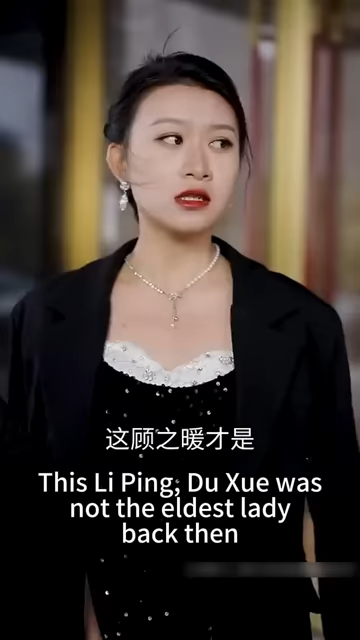 这顾之暖才是
This Li Ping, Du Xue was
not the eldest lady
back then